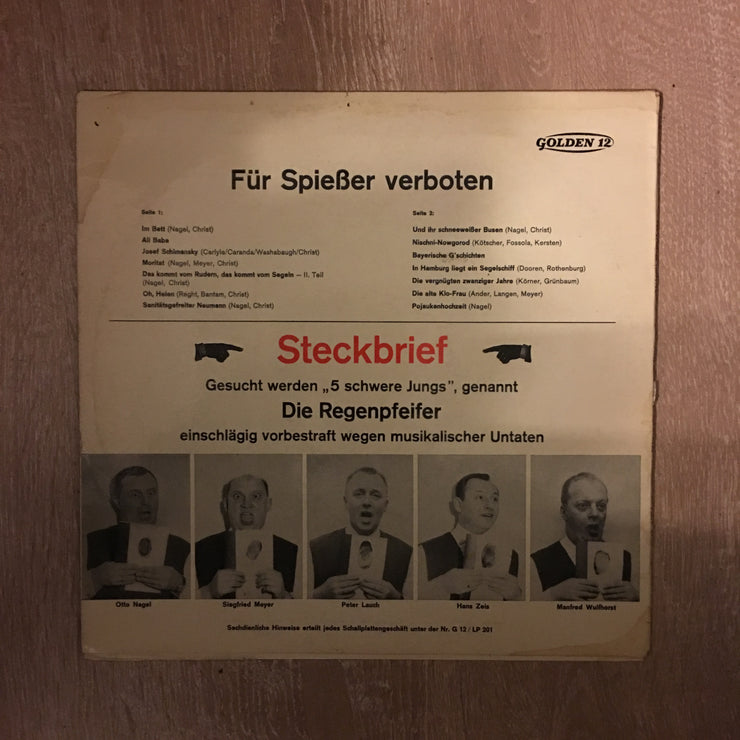 GOLDEN 12
Für Spießer verboten
Seite 1:
Im Bett (Nagel, Christ)
Ali Baba
Josef Schimansky (Carlyle/Caranda/Washabaugh/Christ)
Moritat (Nagel, Meyer, Christ)
Das kommt vom Rudern, das kommt vom Segeln – II. Teil
(Nagel, Christ)
Oh, Helen (Reght, Bantam, Christ)
Sanitätsgefreiter Neumann (Nagel, Christ)
Seite 2:
Und ihr schneeweißer Busen (Nagel, Christ)
Nischni-Nowgorod (Kötscher, Fossola, Kersten)
Bayerische G'schichten
In Hamburg liegt ein Segelschiff (Dooren, Rothenburg)
Die vergnügten zwanziger Jahre (Körner, Grünbaum)
Die alte Klo-Frau (Ander, Langen, Meyer)
Pojaukenhochzeit (Nagel)
Steckbrief
Gesucht werden „5 schwere Jungs”, genannt
Die Regenpfeifer
einschlägig vorbestraft wegen musikalischer Untaten
Otto Nagel
Siegfried Meyer
Peter Lauch
Hans Zeis
Manfred Wulfhorst
Sachdienliche Hinweise erteilt jedes Schallplattengeschäft unter der Nr. G 12 / LP 201